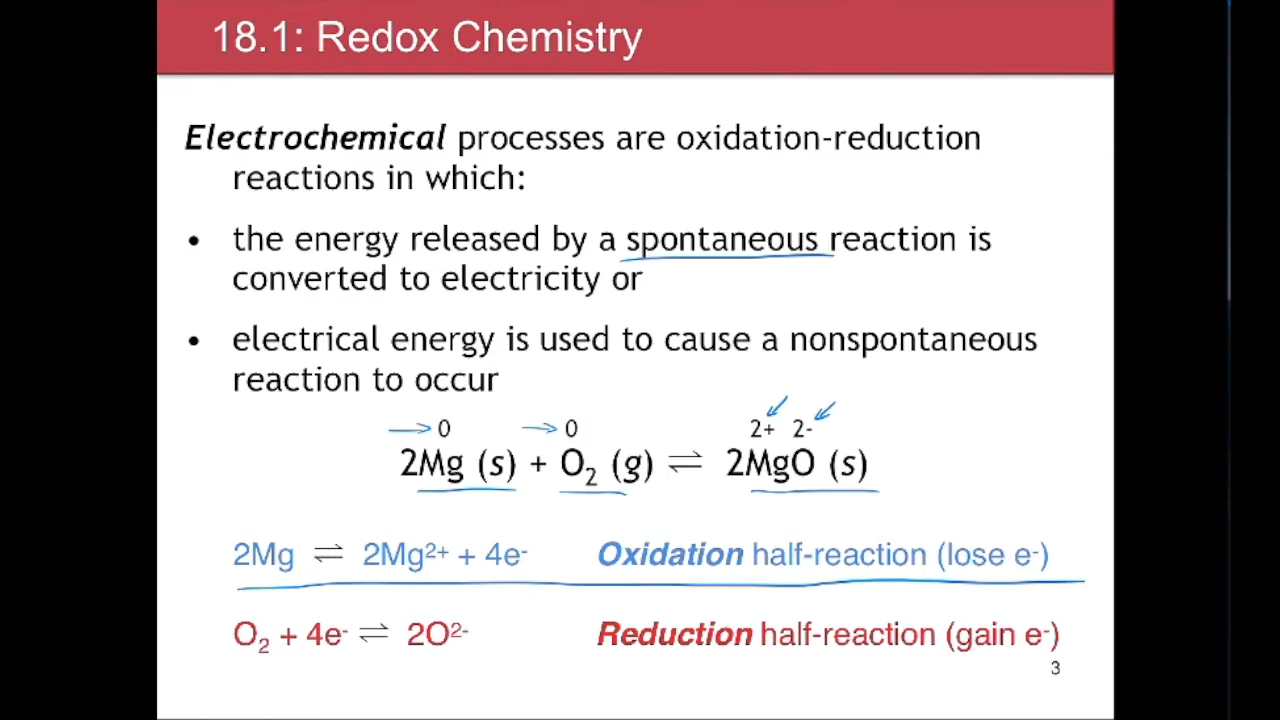 18.1: Redox Chemistry
Electrochemical processes are oxidation-reduction
reactions in which:
• the energy released by a spontaneous reaction is
converted to electricity or
• electrical energy is used to cause a nonspontaneous
reaction to occur
0 0 2+ 2-
2Mg (s) + O₂ (g) ⇌ 2MgO (s)
2Mg ⇌ 2Mg²⁺ + 4e⁻ Oxidation half-reaction (lose e⁻)
O₂ + 4e⁻ ⇌ 2O²⁻ Reduction half-reaction (gain e⁻)
3